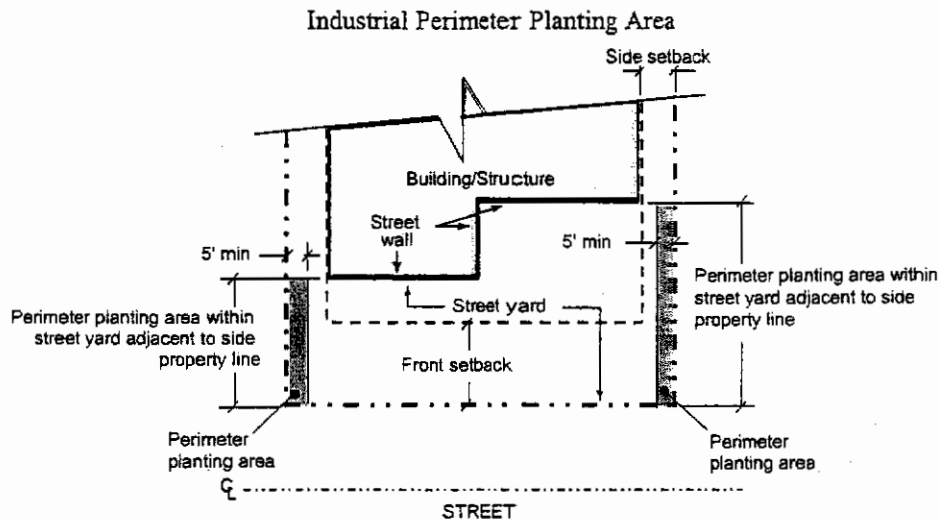 Industrial Perimeter Planting Area
Side setback
Building/Structure
Street
wall
5' min
5' min
Street yard
Perimeter planting area within
street yard adjacent to side
property line
Perimeter planting area within
street yard adjacent to side
property line
Front setback
Perimeter
planting area
Perimeter
planting area
℄
STREET